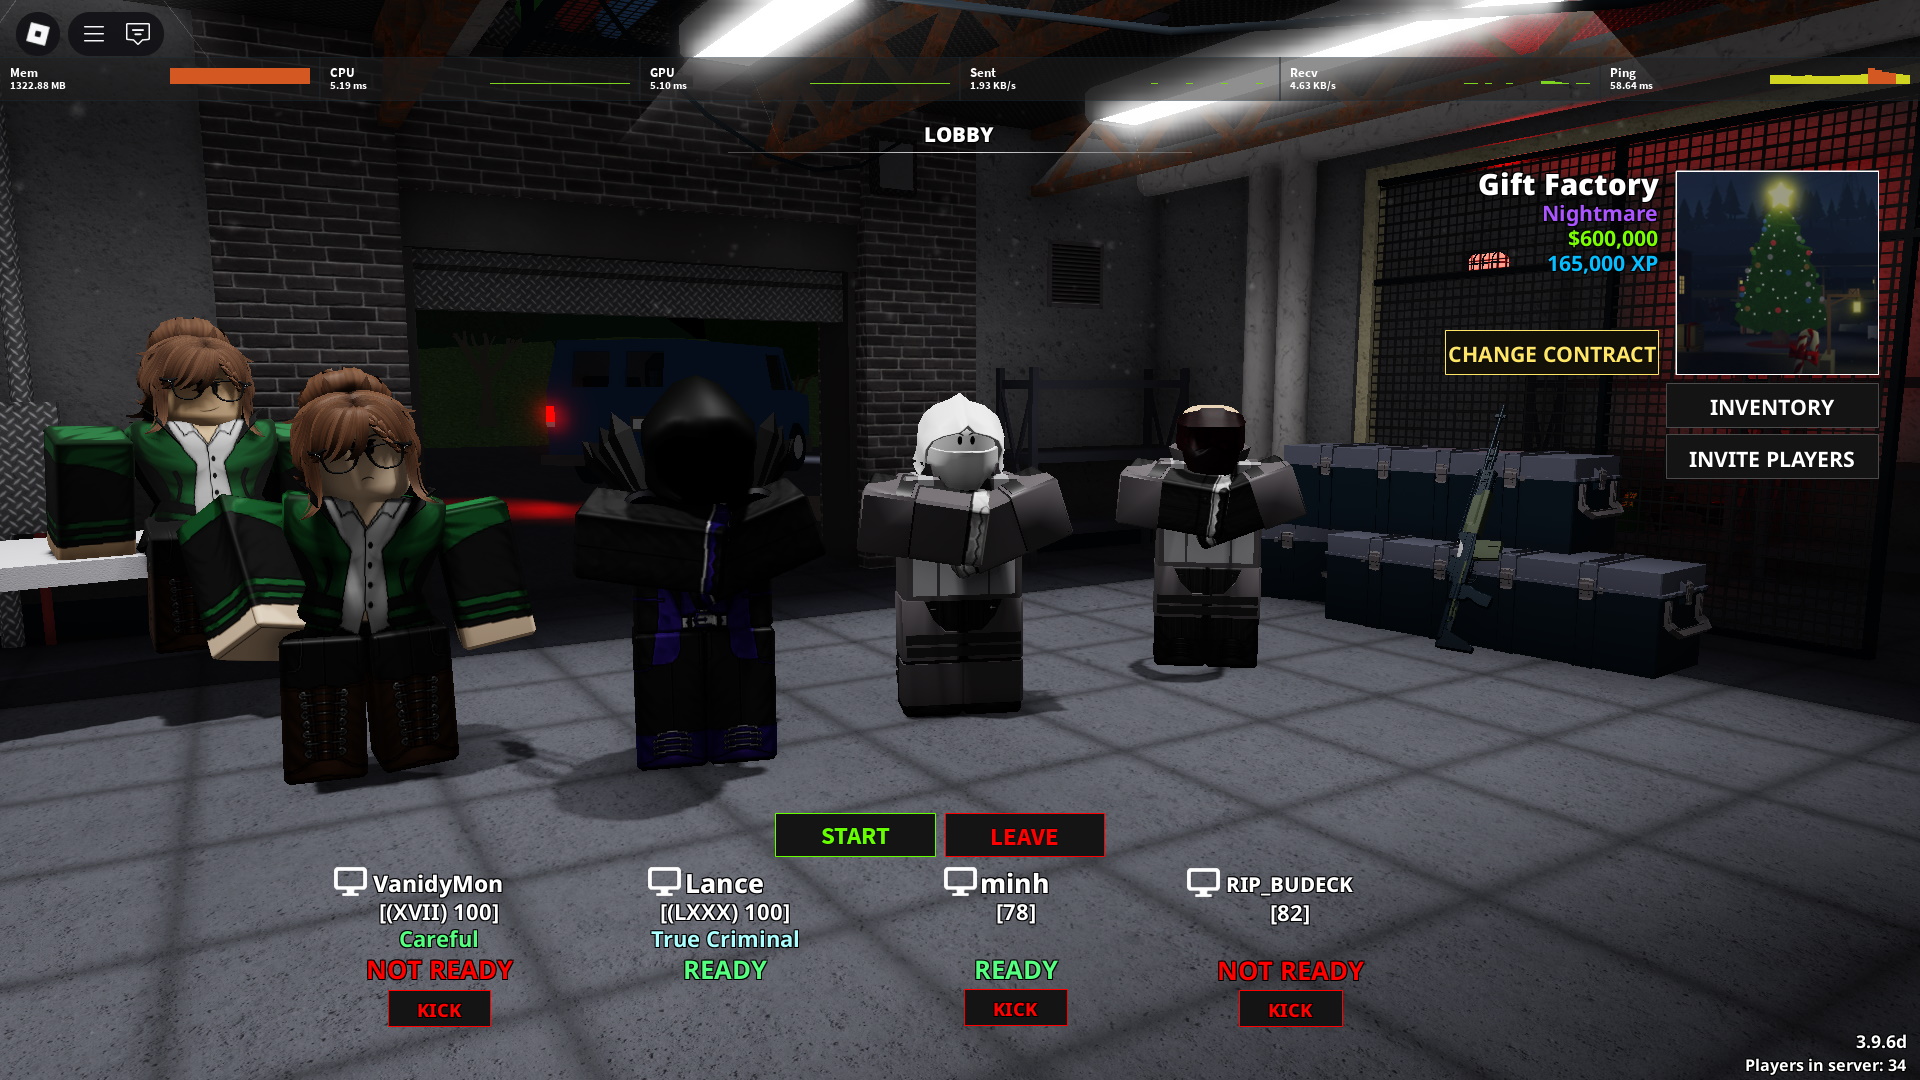 Mem
1322.88 MB
CPU
5.19 ms
GPU
5.10 ms
Sent
1.93 KB/s
Recv
4.63 KB/s
Ping
58.64 ms
LOBBY
Gift Factory
Nightmare
$600,000
165,000 XP
CHANGE CONTRACT
INVENTORY
INVITE PLAYERS
START
LEAVE
VanidyMon
[(XVII) 100]
Careful
NOT READY
KICK
Lance
[(LXXX) 100]
True Criminal
READY
minh
[78]
READY
KICK
RIP_BUDECK
[82]
NOT READY
KICK
3.9.6d
Players in server: 34